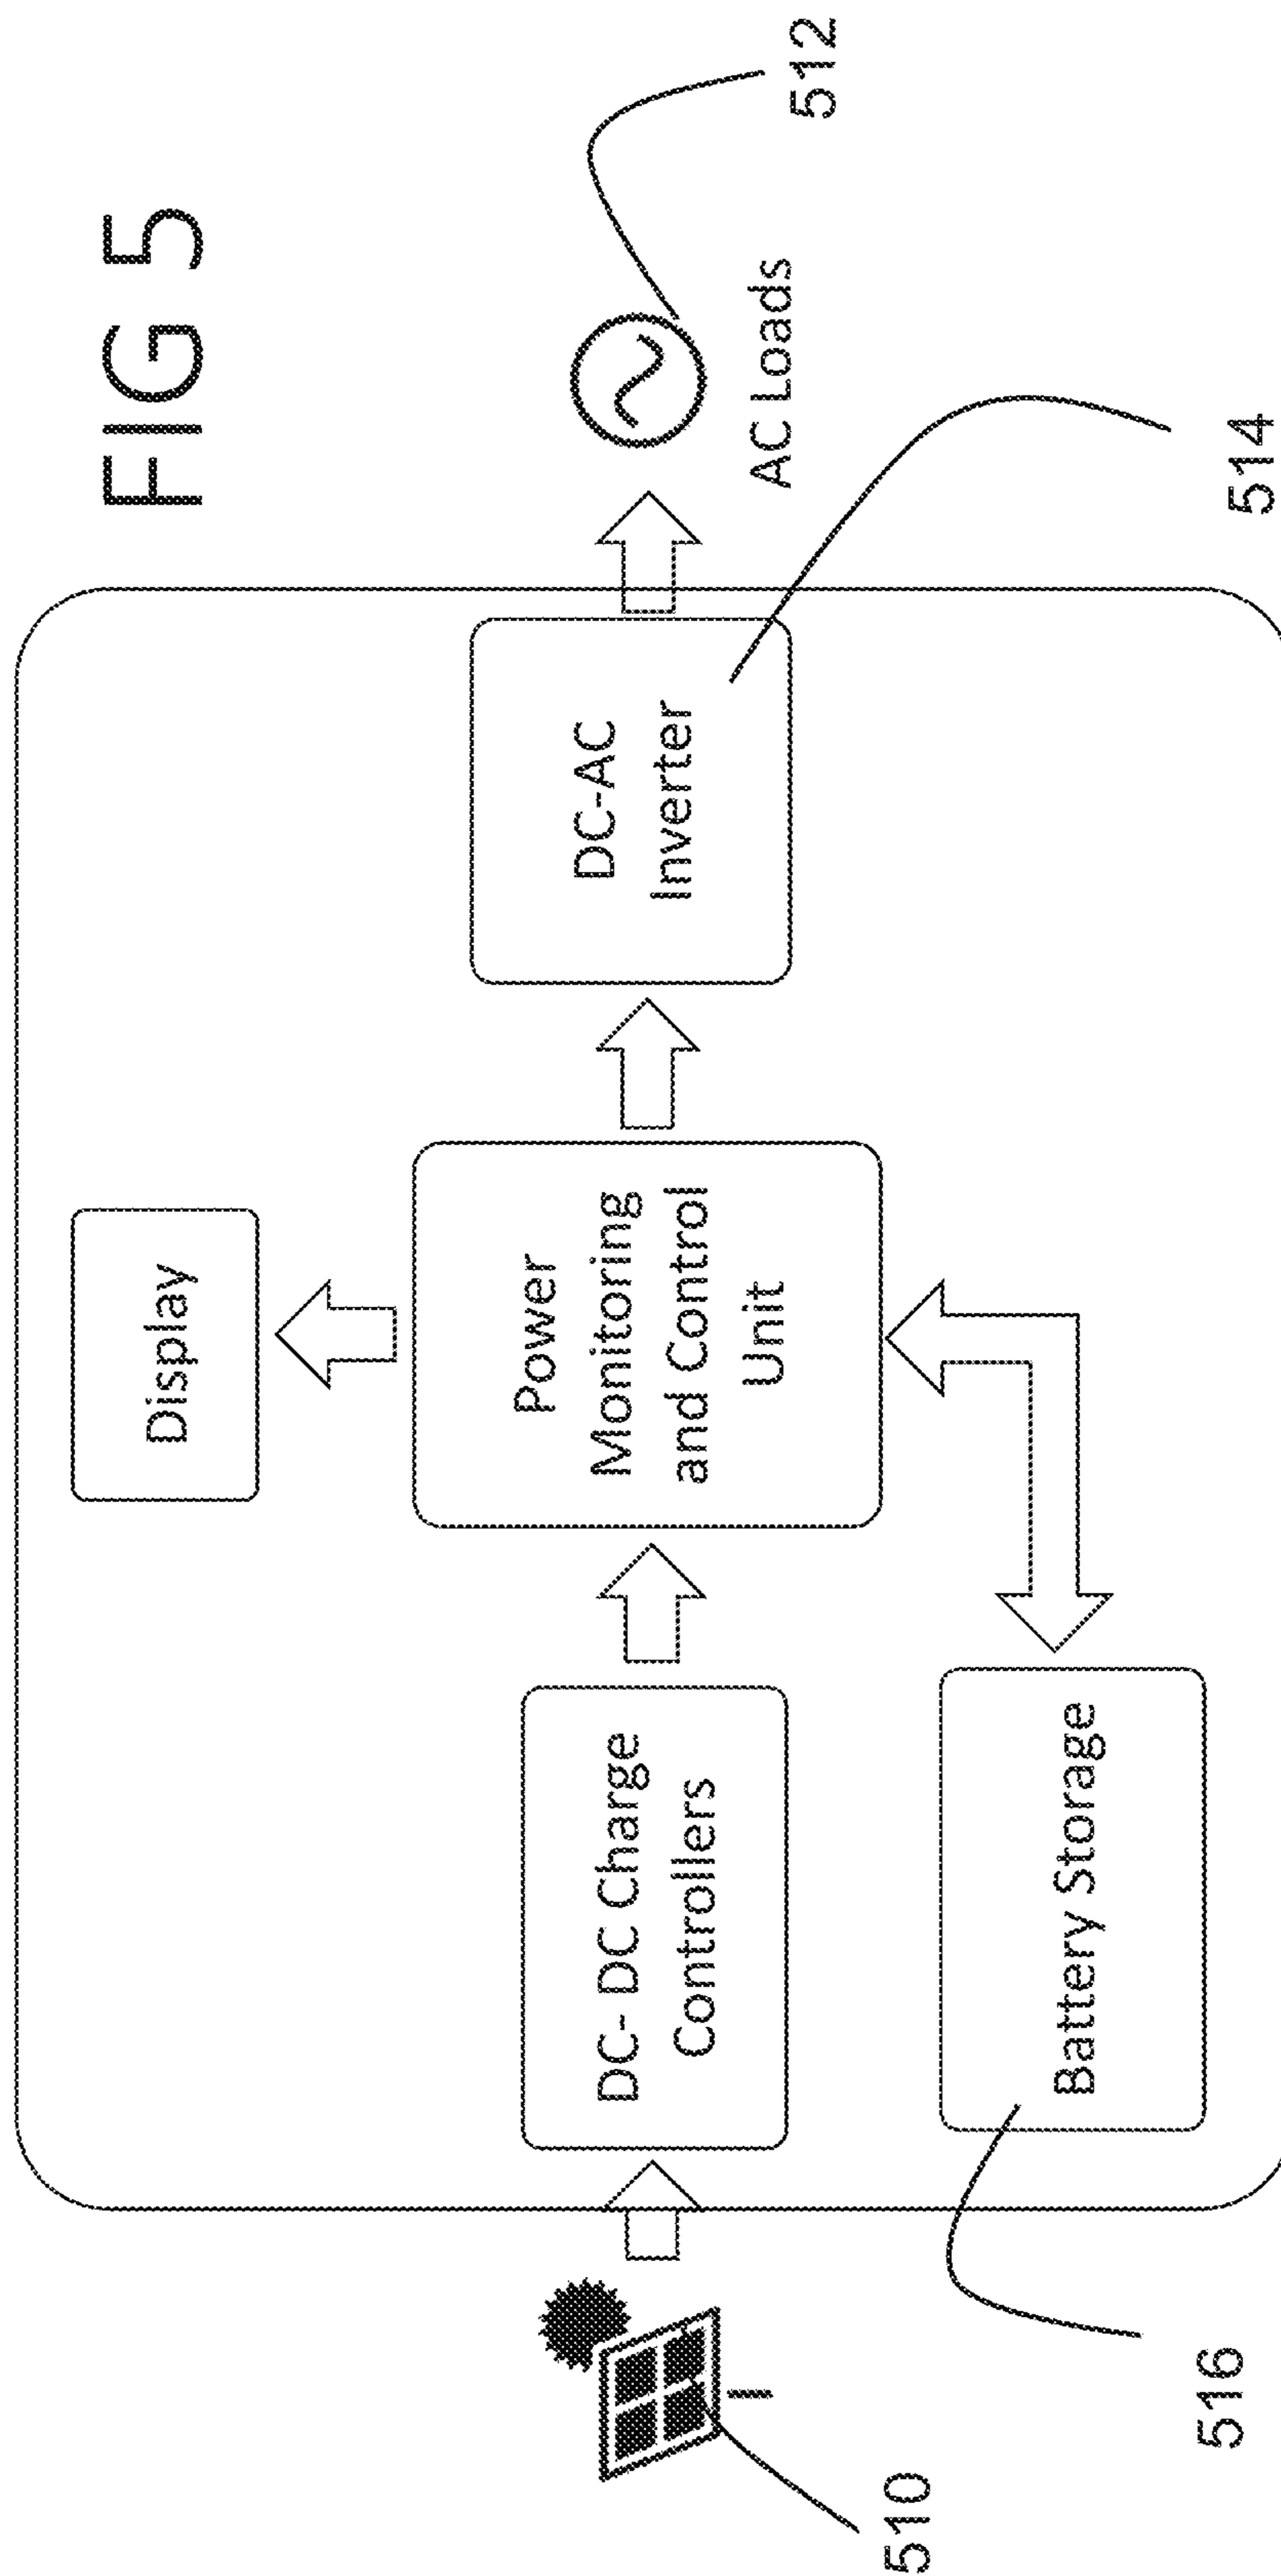 FIG 5
Display
Power
Monitoring
and Control
Unit
DC- DC Charge
Controllers
DC-AC
Inverter
AC Loads
Battery Storage
510
516
514
512